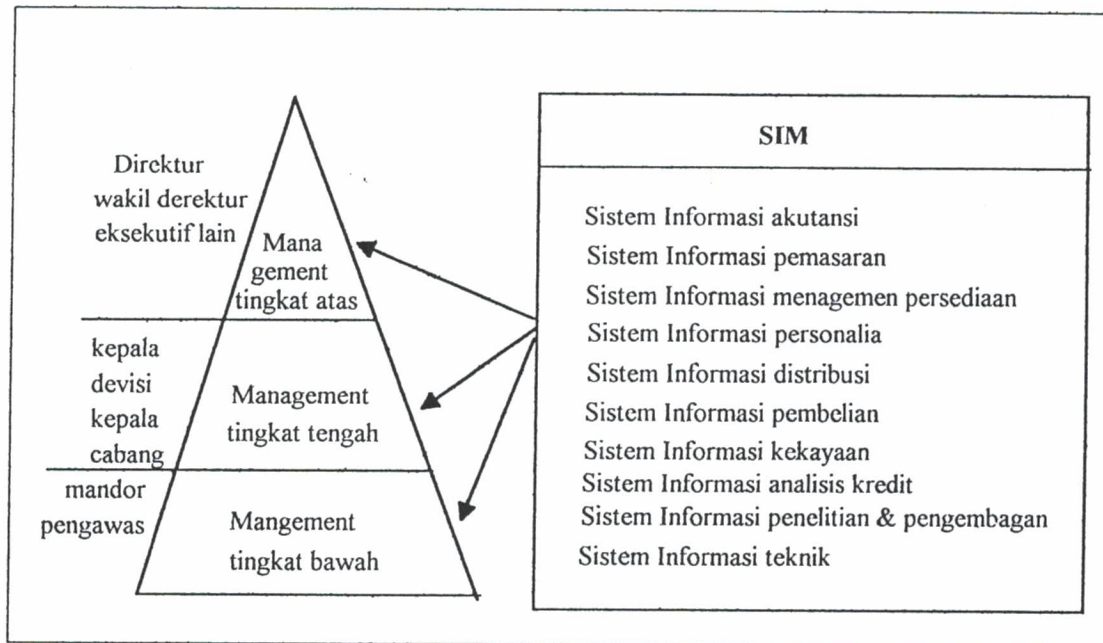 Direktur
wakil derektur
eksekutif lain
Mana
gement
tingkat atas
kepala
devisi
kepala
cabang
Management
tingkat tengah
mandor
pengawas
Mangement
tingkat bawah
SIM
Sistem Informasi akutansi
Sistem Informasi pemasaran
Sistem Informasi menagemen persediaan
Sistem Informasi personalia
Sistem Informasi distribusi
Sistem Informasi pembelian
Sistem Informasi kekayaan
Sistem Informasi analisis kredit
Sistem Informasi penelitian & pengembagan
Sistem Informasi teknik